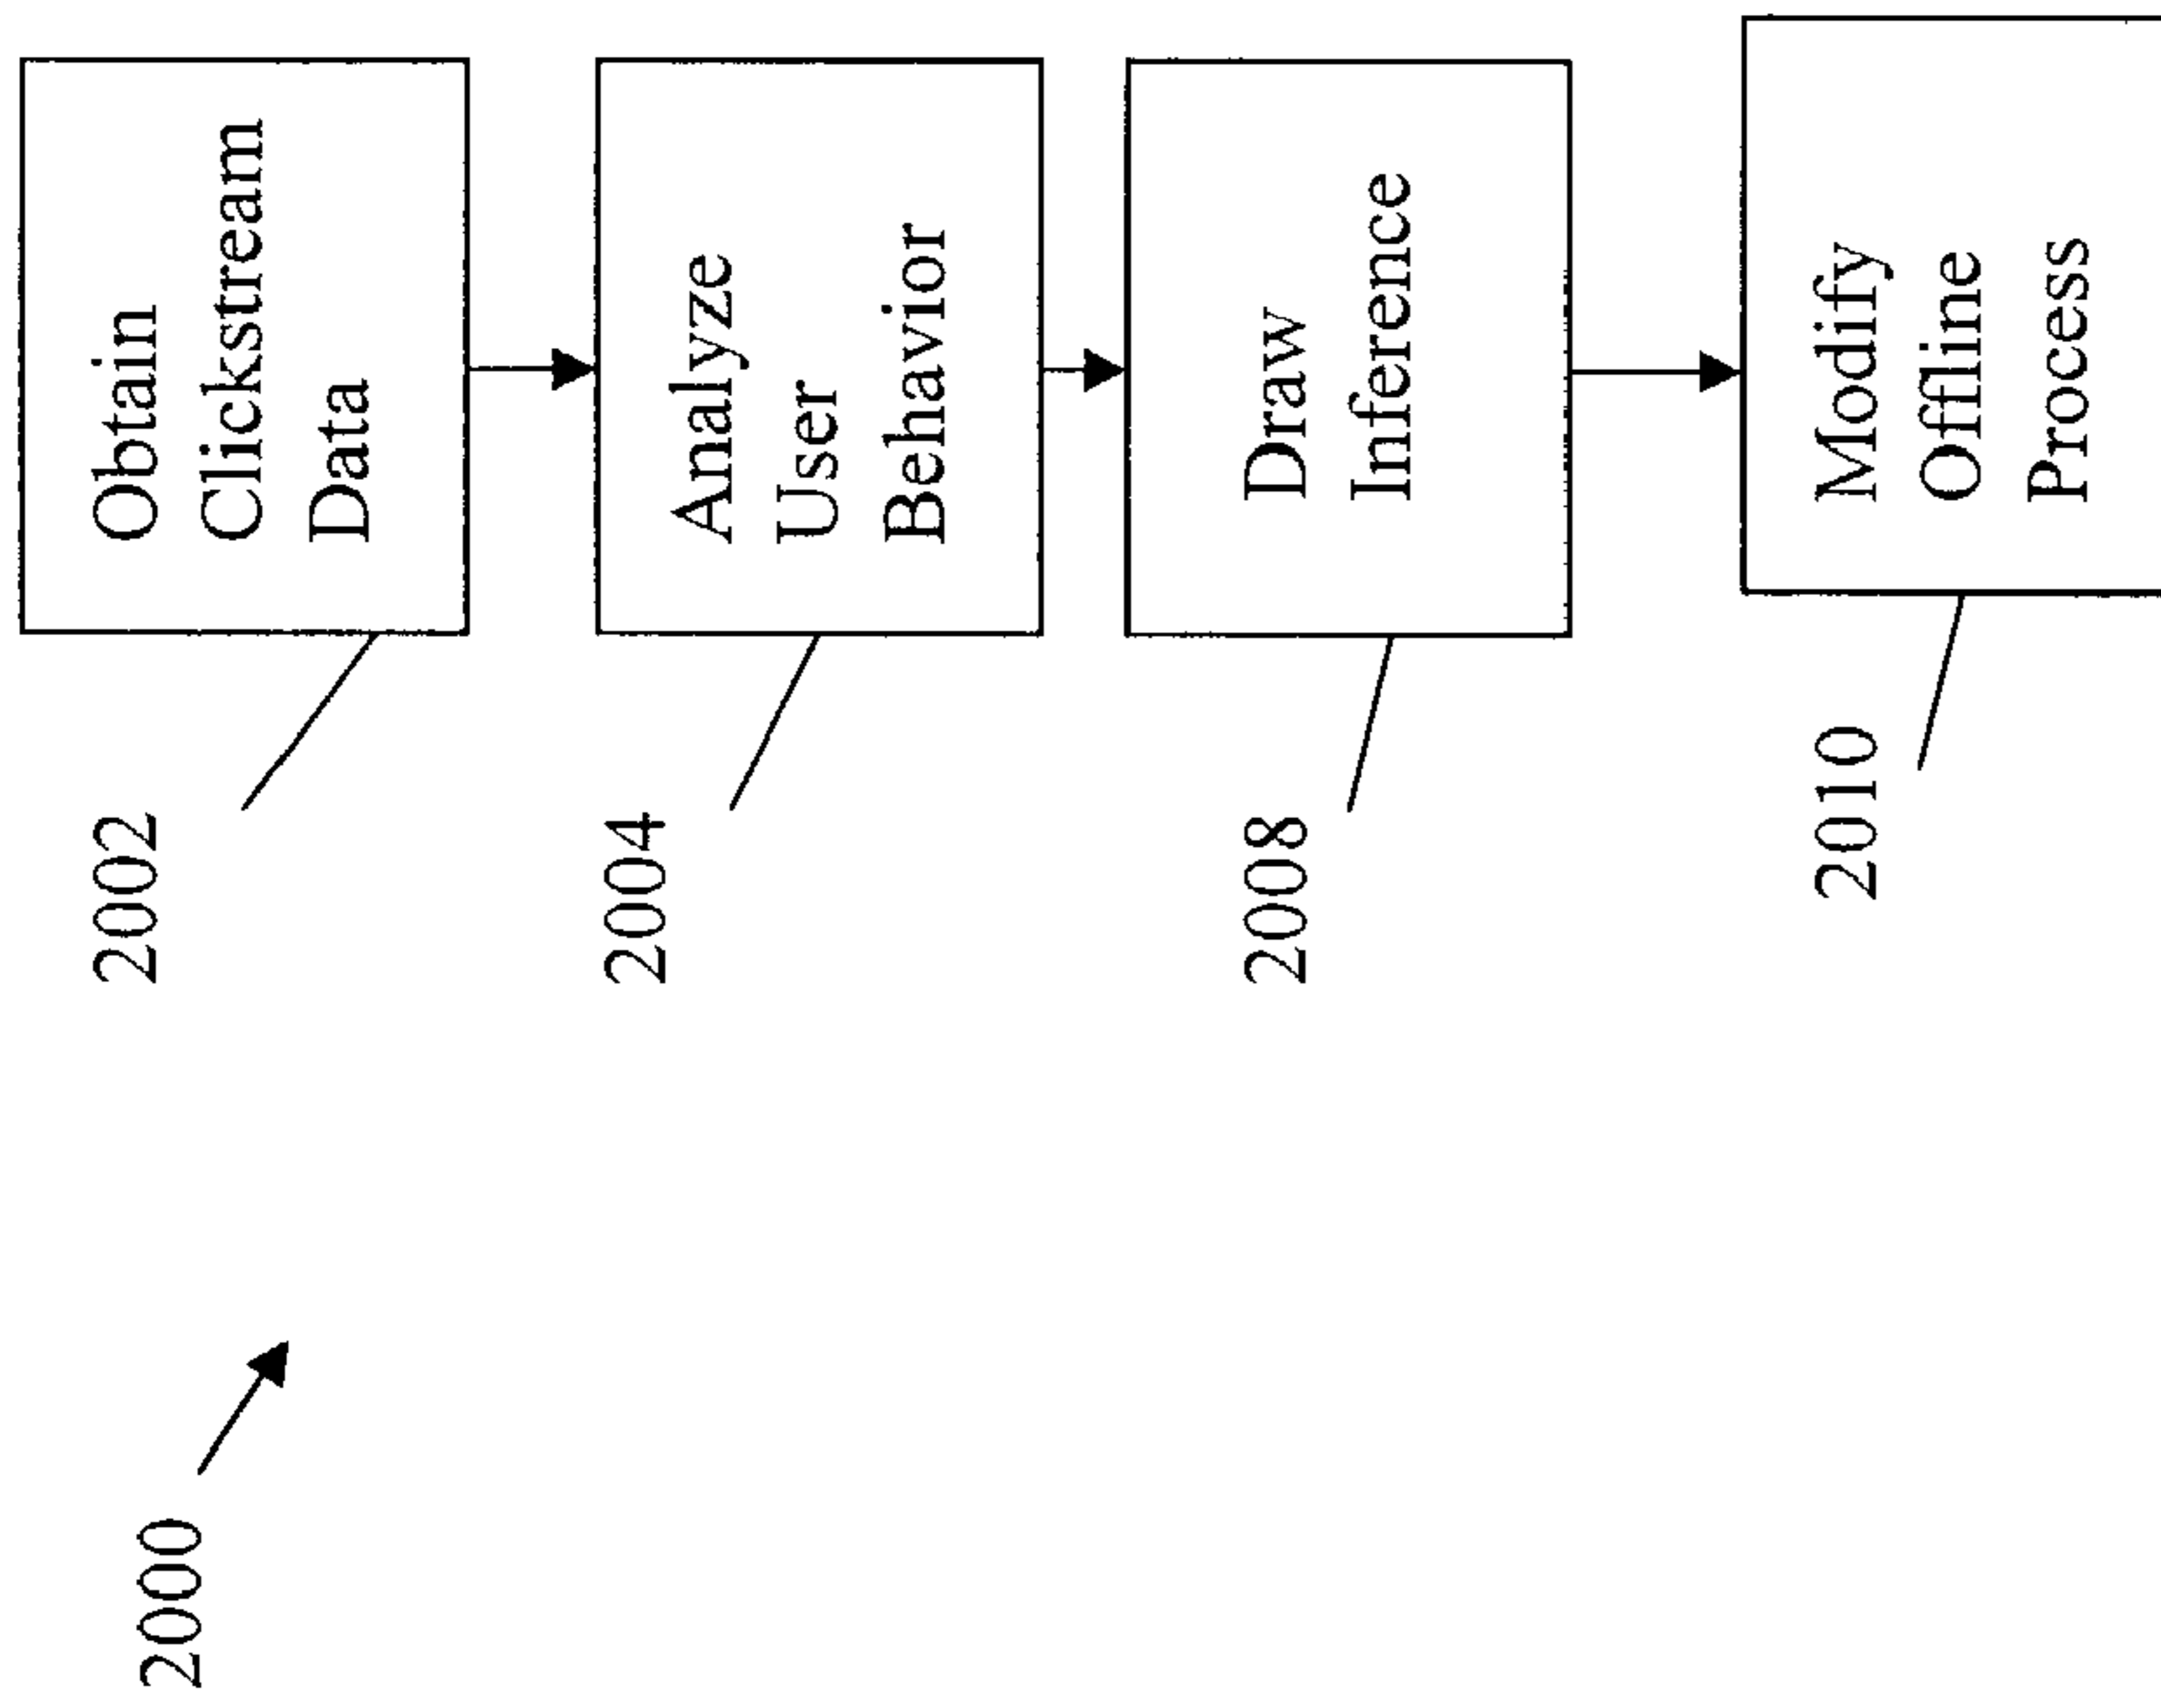 2000
2002
Obtain
Clickstream
Data
2004
Analyze
User
Behavior
2008
Draw
Inference
2010
Modify
Offline
Process